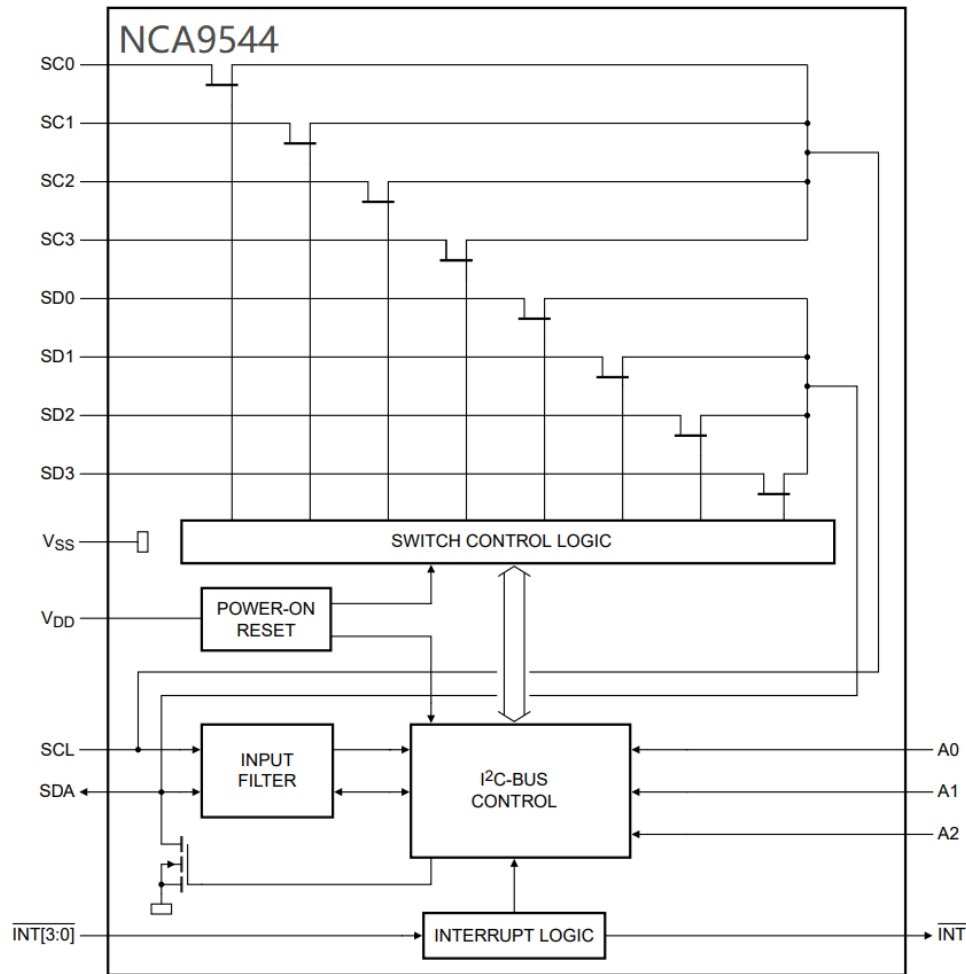 NCA9544
SC0
SC1
SC2
SC3
SD0
SD1
SD2
SD3
VSS
SWITCH CONTROL LOGIC
VDD
POWER-ON
RESET
SCL
SDA
INPUT
FILTER
I²C-BUS
CONTROL
A0
A1
A2
INT[3:0]
INTERRUPT LOGIC
INT